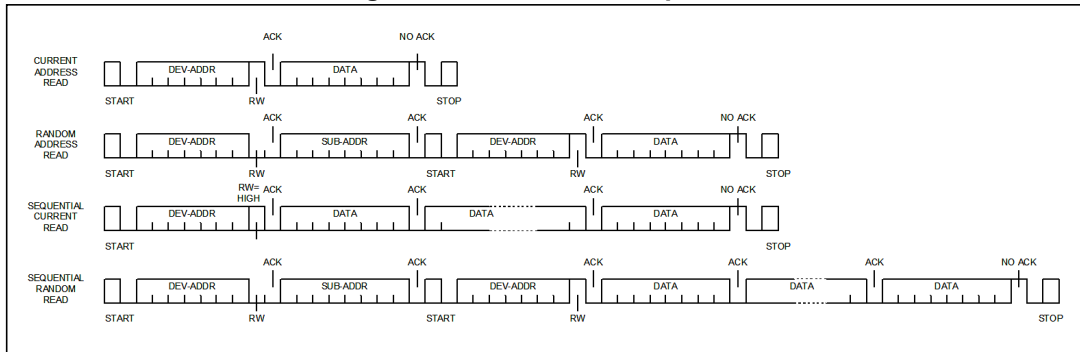 ACK NO ACK
CURRENT
ADDRESS
READ
DEV-ADDR DATA
START RW STOP
ACK ACK ACK NO ACK
RANDOM
ADDRESS
READ
DEV-ADDR SUB-ADDR DEV-ADDR DATA
START RW START RW STOP
RW=
HIGH
ACK ACK ACK NO ACK
SEQUENTIAL
CURRENT
READ
DEV-ADDR DATA DATA DATA
START STOP
ACK ACK ACK ACK ACK NO ACK
SEQUENTIAL
RANDOM
READ
DEV-ADDR SUB-ADDR DEV-ADDR DATA DATA DATA
START RW START RW STOP